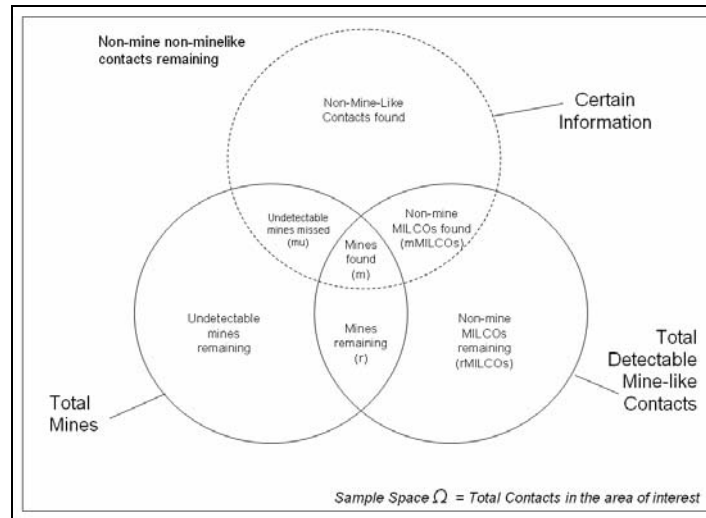 Non-mine non-minelike
contacts remaining
Non-Mine-Like
Contacts found
Certain
Information
Undetectable
mines missed
(mu)
Mines
found
(m)
Non-mine
MILCOs found
(mMILCOs).
Undetectable
mines
remaining
Mines
remaining
(r)
Non-mine
MILCOs
remaining
(rMILCOs)
Total
Detectable
Mine-like
Contacts
Total
Mines
Sample Space Ω = Total Contacts in the area of interest